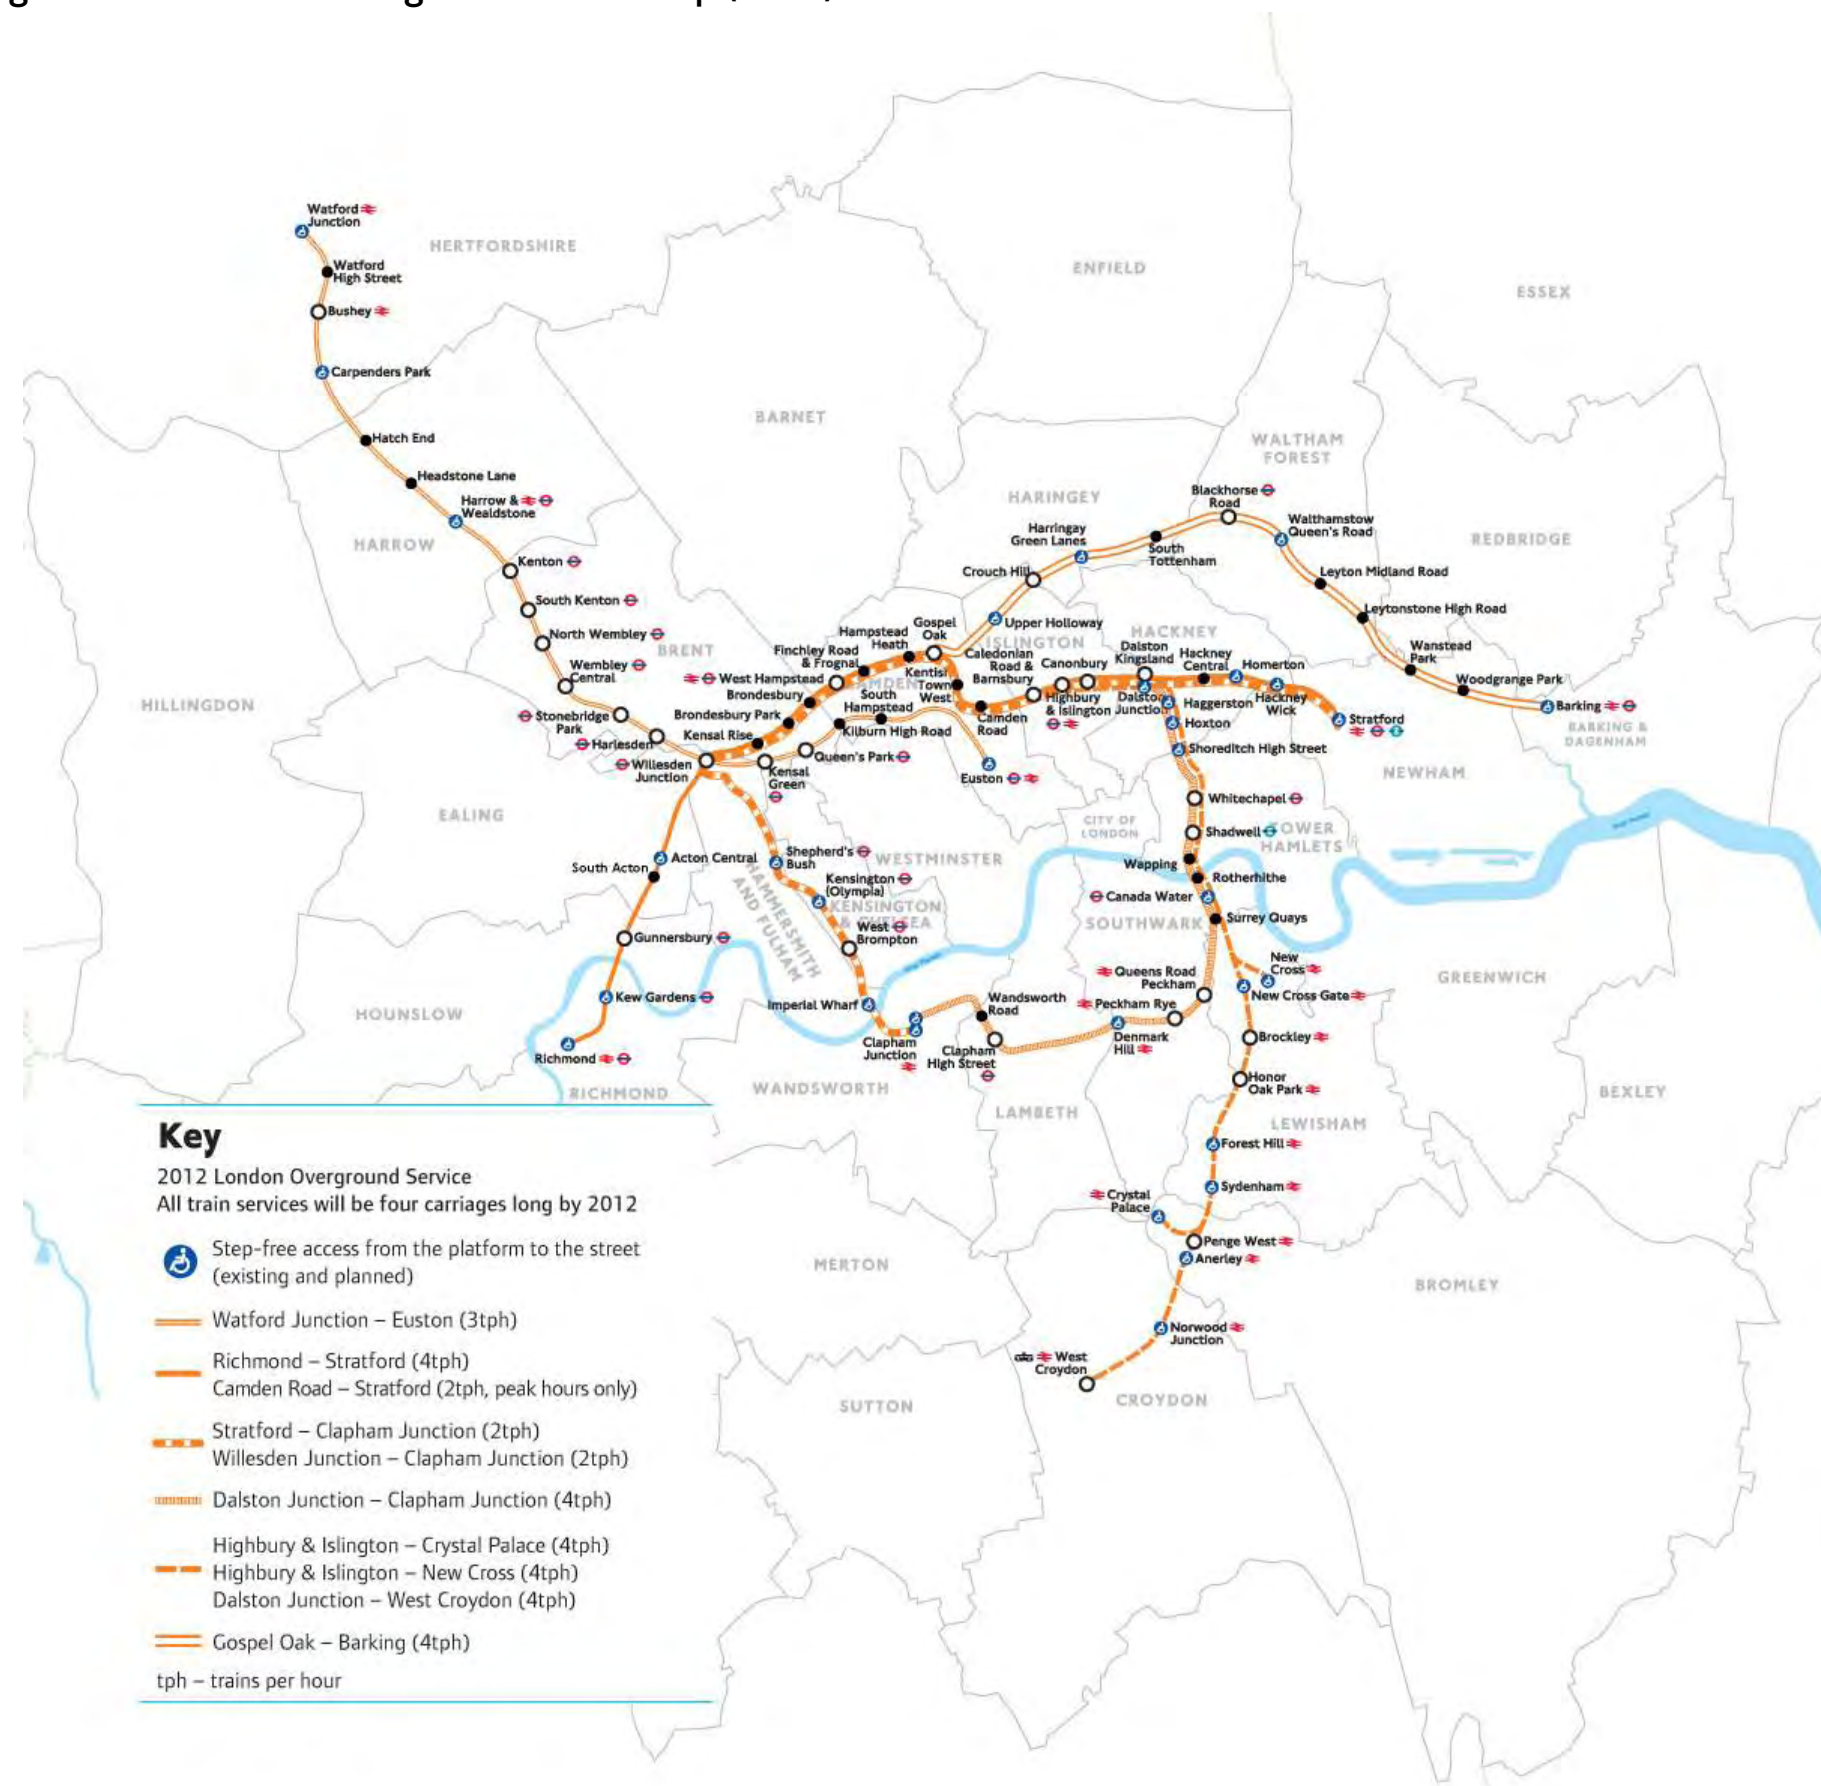 Watford
Junction
HERTFORDSHIRE
Watford
High Street
Bushey
Carpenders Park
Hatch End
Headstone Lane
Harrow &
Wealdstone
HARROW
Kenton
South Kenton
North Wembley
Wembley
Central
BRENT
Stonebridge
Park
Harlesden
Willesden
Junction
ENFIELD
ESSEX
BARNET
WALTHAM
FOREST
HARINGEY
Blackhorse
Road
Harringay
Green Lanes
Walthamstow
Queen's Road
REDBRIDGE
South
Tottenham
Crouch Hill
Leyton Midland Road
Leytonstone High Road
Upper Holloway
ISLINGTON
HACKNEY
Gospel
Oak
Hampstead
Heath
Finchley Road
& Frognal
West Hampstead
CAMDEN
Brondesbury
Brondesbury Park
Kensal Rise
Kentish
Town
West
South
Hampstead
Kilburn High Road
Queen's Park
Kensal
Green
Euston
Camden
Road
Caledonian
Road &
Barnsbury
Canonbury
Highbury
& Islington
Dalston
Kingsland
Dalston
Junction
Hackney
Central
Homerton
Hackney
Wick
Haggerston
Hoxton
Shoreditch High Street
Stratford
Wanstead
Park
Woodgrange Park
Barking
BARKING &
DAGENHAM
NEWHAM
HILLINGDON
EALING
CITY OF
LONDON
Whitechapel
Shadwell
TOWER
HAMLETS
Wapping
Rotherhithe
Canada Water
SOUTHWARK
Surrey Quays
South Acton
Acton Central
Shepherd's
Bush
WESTMINSTER
Kensington
(Olympia)
KENSINGTON
& CHELSEA
HAMMERSMITH
AND FULHAM
West
Brompton
Gunnersbury
Kew Gardens
Richmond
HOUNSLOW
RICHMOND
Imperial Wharf
Clapham
Junction
Wandsworth
Road
Clapham
High Street
Queens Road
Peckham
Peckham Rye
Denmark
Hill
New
Cross
New Cross Gate
GREENWICH
Brockley
Honor
Oak Park
LEWISHAM
BEXLEY
WANDSWORTH
LAMBETH
Forest Hill
Sydenham
Crystal
Palace
Penge West
Anerley
BROMLEY
MERTON
Norwood
Junction
West
Croydon
CROYDON
SUTTON
Key
2012 London Overground Service
All train services will be four carriages long by 2012
Step-free access from the platform to the street
(existing and planned)
Watford Junction – Euston (3tph)
Richmond – Stratford (4tph)
Camden Road – Stratford (2tph, peak hours only)
Stratford – Clapham Junction (2tph)
Willesden Junction – Clapham Junction (2tph)
Dalston Junction – Clapham Junction (4tph)
Highbury & Islington – Crystal Palace (4tph)
Highbury & Islington – New Cross (4tph)
Dalston Junction – West Croydon (4tph)
Gospel Oak – Barking (4tph)
tph – trains per hour